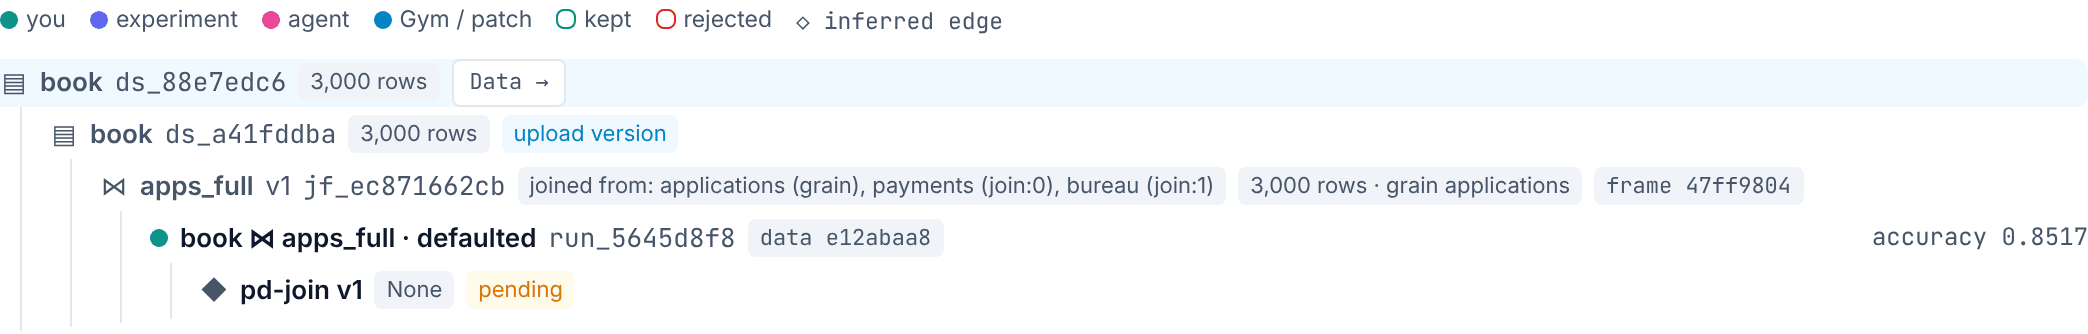 you experiment agent Gym / patch kept rejected ◇ inferred edge
book ds_88e7edc6 3,000 rows Data →
book ds_a41fddba 3,000 rows upload version
⋈ apps_full v1 jf_ec871662cb joined from: applications (grain), payments (join:0), bureau (join:1) 3,000 rows · grain applications frame 47ff9804
book ⋈ apps_full · defaulted run_5645d8f8 data e12abaa8 accuracy 0.8517
pd-join v1 None pending